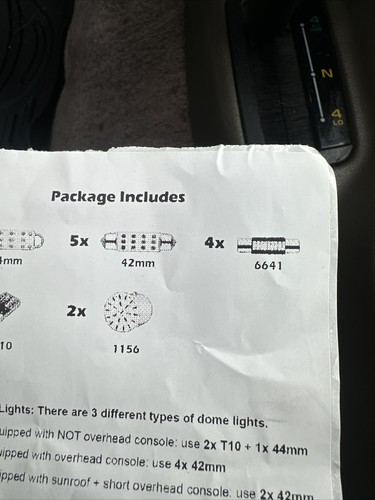 Package Includes
5x
4x
4mm
42mm
6641
2x
10
1156
Lights: There are 3 different types of dome lights.
uipped with NOT overhead console: use 2x T10 + 1x 44mm
uipped with overhead console: use 4x 42mm
ipped with sunroof + short overhead console: use 2x 42mm
N